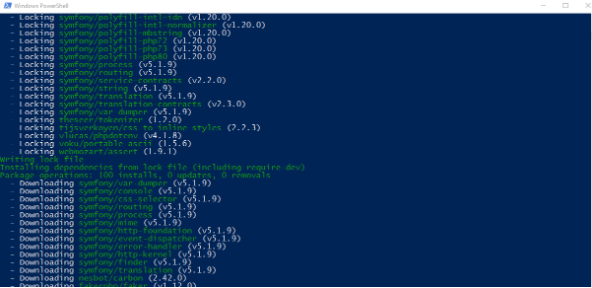 Windows PowerShell
- Locking symfony/polyfill-intl-idn (v1.20.0)
- Locking symfony/polyfill-intl-normalizer (v1.20.0)
- Locking symfony/polyfill-mbstring (v1.20.0)
- Locking symfony/polyfill-php72 (v1.20.0)
- Locking symfony/polyfill-php73 (v1.20.0)
- Locking symfony/polyfill-php80 (v1.20.0)
- Locking symfony/process (v5.1.9)
- Locking symfony/routing (v5.1.9)
- Locking symfony/service-contracts (v2.2.0)
- Locking symfony/string (v5.1.9)
- Locking symfony/translation (v5.1.9)
- Locking symfony/translation-contracts (v2.3.0)
- Locking symfony/var-dumper (v5.1.9)
- Locking theseer/tokenizer (1.2.0)
- Locking tijsverkoyen/css-to-inline-styles (2.2.3)
- Locking vlucas/phpdotenv (v4.1.8)
- Locking voku/portable-ascii (1.5.6)
- Locking webmozart/assert (1.9.1)
Writing lock file
Installing dependencies from lock file (including require-dev)
Package operations: 100 installs, 0 updates, 0 removals
- Downloading symfony/var-dumper (v5.1.9)
- Downloading symfony/console (v5.1.9)
- Downloading symfony/css-selector (v5.1.9)
- Downloading symfony/routing (v5.1.9)
- Downloading symfony/process (v5.1.9)
- Downloading symfony/mime (v5.1.9)
- Downloading symfony/http-foundation (v5.1.9)
- Downloading symfony/event-dispatcher (v5.1.9)
- Downloading symfony/error-handler (v5.1.9)
- Downloading symfony/http-kernel (v5.1.9)
- Downloading symfony/finder (v5.1.9)
- Downloading symfony/translation (v5.1.9)
- Downloading nesbot/carbon (2.42.0)
- Downloading fakerphp/faker (v1.12.0)